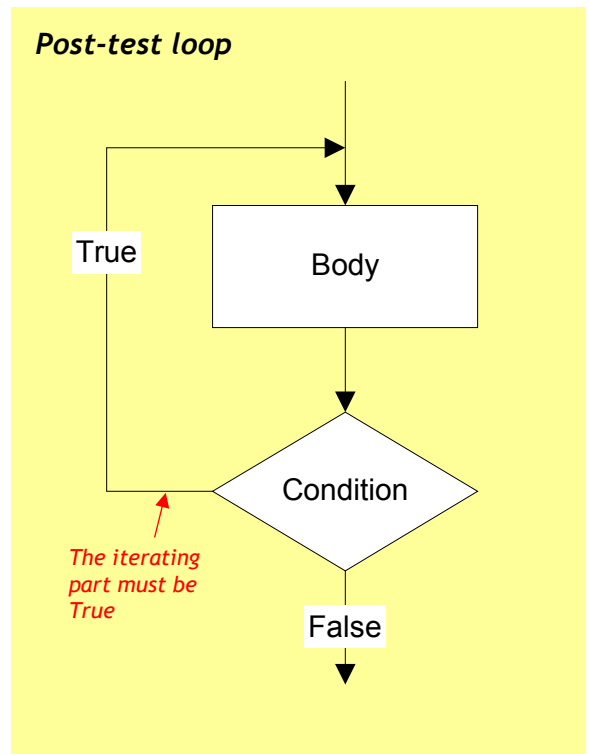 Post-test loop
True
Body
Condition
The iterating
part must be
True
False